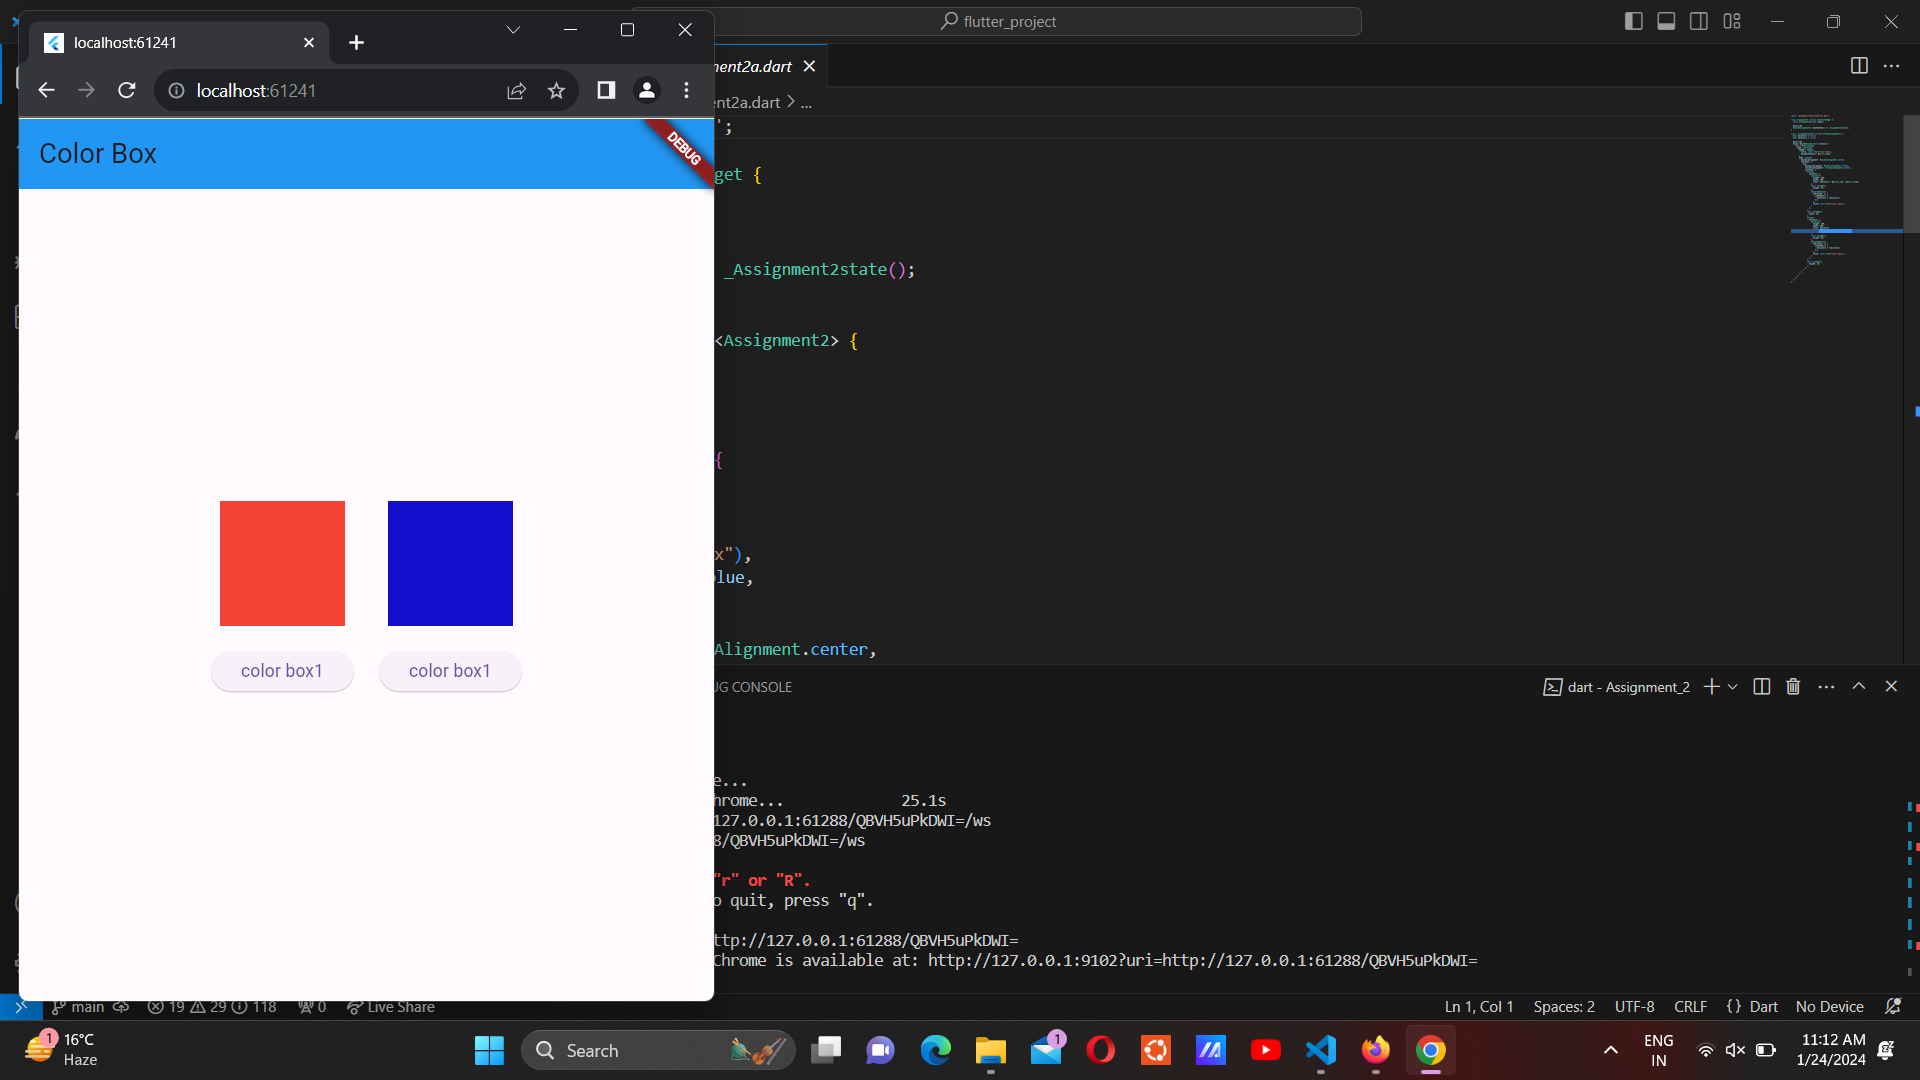 flutter_project
localhost:61241
localhost:61241
Color Box
DEBUG
color box1
color box1
ment2a.dart
nt2a.dart > ...
';
get {
_Assignment2state();
<Assignment2> {
{
x"),
lue,
Alignment.center,
UG CONSOLE
dart - Assignment_2
e...
hrome... 25.1s
127.0.0.1:61288/QBVH5uPkDWI=/ws
8/QBVH5uPkDWI=/ws
"r" or "R".
o quit, press "q".
ttp://127.0.0.1:61288/QBVH5uPkDWI=
Chrome is available at: http://127.0.0.1:9102?uri=http://127.0.0.1:61288/QBVH5uPkDWI=
main 19 29 118 0 Live Share
Ln 1, Col 1 Spaces: 2 UTF-8 CRLF {} Dart No Device
1
16°C
Haze
Search
1
ENG
IN
11:12 AM
1/24/2024